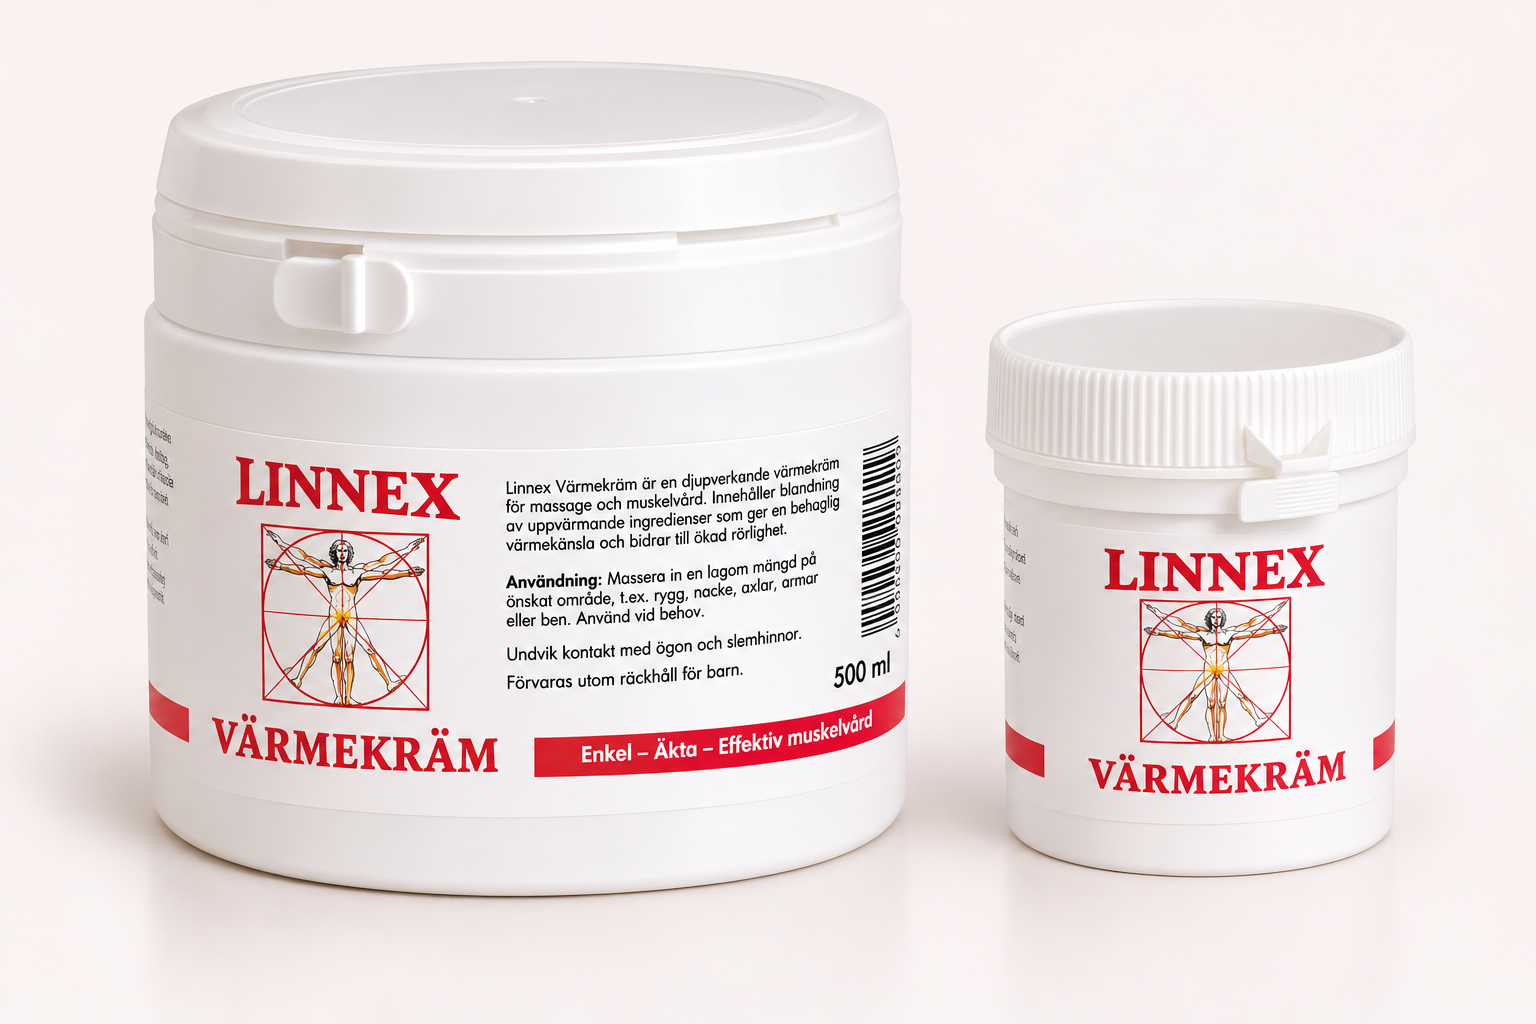 LINNEX
VÄRMEKRÄM
Linnex Värmekräm är en djupverkande värmekräm
för massage och muskelvård. Innehåller blandning
av uppvärmande ingredienser som ger en behaglig
värmekänsla och bidrar till ökad rörlighet.
Användning: Massera in en lagom mängd på
önskat område, t.ex. rygg, nacke, axlar, armar
eller ben. Använd vid behov.
Undvik kontakt med ögon och slemhinnor.
Förvaras utom räckhåll för barn.
500 ml
Enkel – Äkta – Effektiv muskelvård
LINNEX
VÄRMEKRÄM